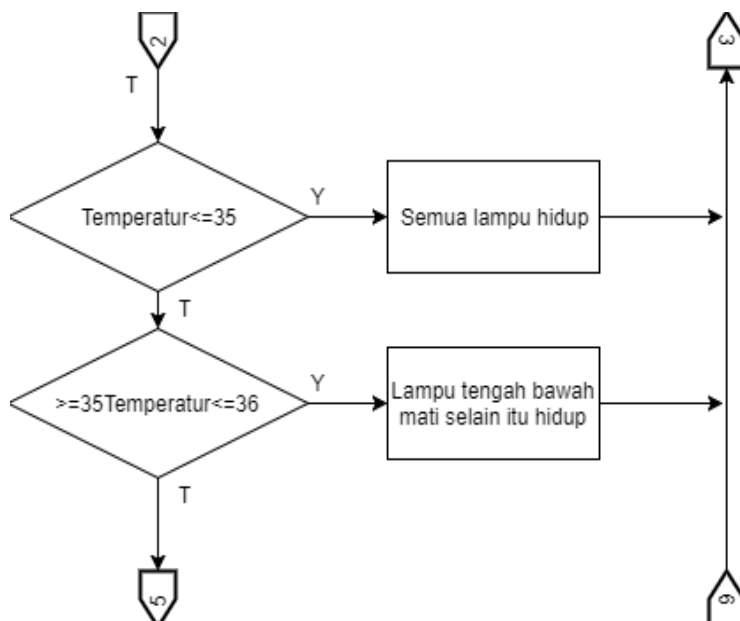 2
3
T
Temperatur<=35
Y
Semua lampu hidup
T
>=35Temperatur<=36
Y
Lampu tengah bawah
mati selain itu hidup
T
5
6